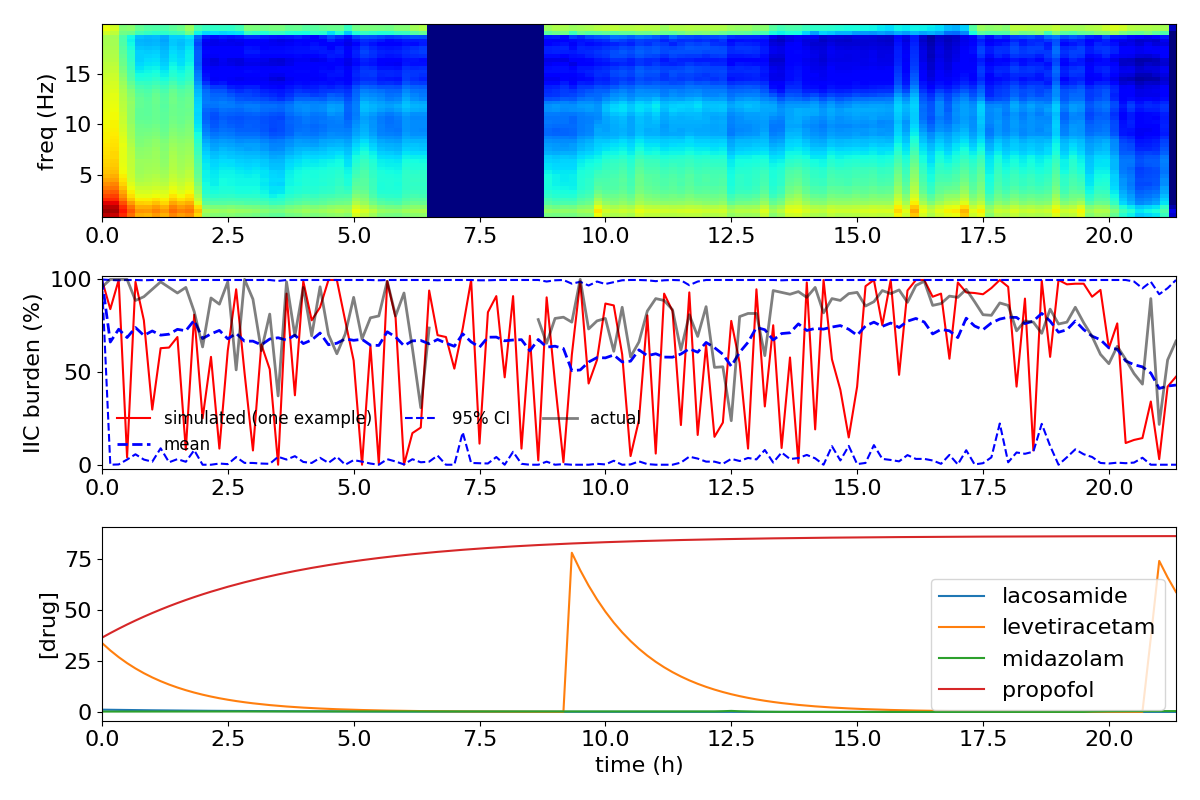 freq (Hz)
15
10
5
0.0 2.5 5.0 7.5 10.0 12.5 15.0 17.5 20.0
IIC burden (%)
100
50
0
simulated (one example)
mean
95% CI
actual
0.0 2.5 5.0 7.5 10.0 12.5 15.0 17.5 20.0
[drug]
75
50
25
0
lacosamide
levetiracetam
midazolam
propofol
0.0 2.5 5.0 7.5 10.0 12.5 15.0 17.5 20.0
time (h)